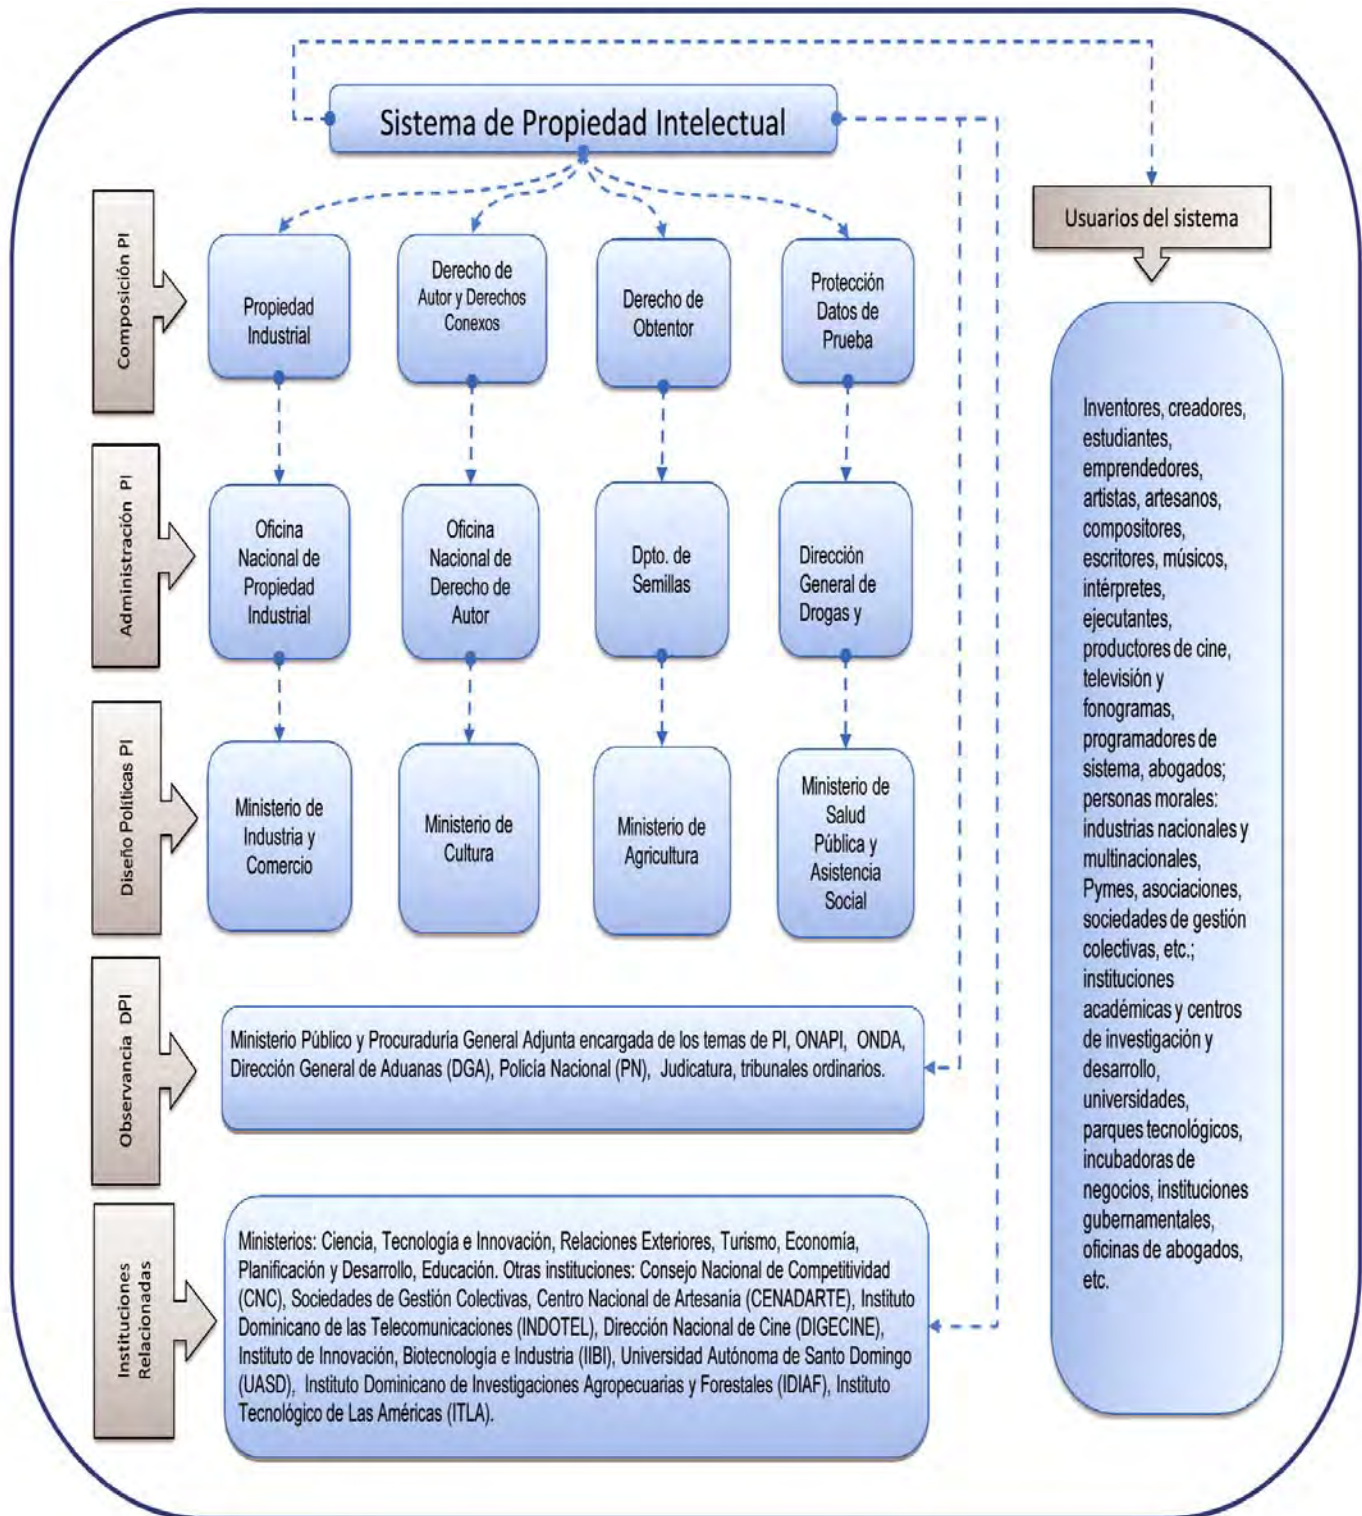 Sistema de Propiedad Intelectual
Usuarios del sistema
Composición PI
Propiedad
Industrial
Derecho de
Autor y Derechos
Conexos
Derecho de
Obtentor
Protección
Datos de
Prueba
Administración PI
Oficina
Nacional de
Propiedad
Industrial
Oficina
Nacional de
Derecho de
Autor
Dpto. de
Semillas
Dirección
General de
Drogas y
Diseño Políticas PI
Ministerio de
Industria y
Comercio
Ministerio de
Cultura
Ministerio de
Agricultura
Ministerio de
Salud
Pública y
Asistencia
Social
Observancia DPI
Ministerio Público y Procuraduría General Adjunta encargada de los temas de PI, ONAPI, ONDA,
Dirección General de Aduanas (DGA), Policía Nacional (PN), Judicatura, tribunales ordinarios.
Instituciones
Relacionadas
Ministerios: Ciencia, Tecnología e Innovación, Relaciones Exteriores, Turismo, Economía,
Planificación y Desarrollo, Educación. Otras instituciones: Consejo Nacional de Competitividad
(CNC), Sociedades de Gestión Colectivas, Centro Nacional de Artesanía (CENADARTE), Instituto
Dominicano de las Telecomunicaciones (INDOTEL), Dirección Nacional de Cine (DIGECINE),
Instituto de Innovación, Biotecnología e Industria (IIBI), Universidad Autónoma de Santo Domingo
(UASD), Instituto Dominicano de Investigaciones Agropecuarias y Forestales (IDIAF), Instituto
Tecnológico de Las Américas (ITLA).
Inventores, creadores,
estudiantes,
emprendedores,
artistas, artesanos,
compositores,
escritores, músicos,
intérpretes,
ejecutantes,
productores de cine,
televisión y
fonogramas,
programadores de
sistema, abogados;
personas morales:
industrias nacionales y
multinacionales,
Pymes, asociaciones,
sociedades de gestión
colectivas, etc.;
instituciones
académicas y centros
de investigación y
desarrollo,
universidades,
parques tecnológicos,
incubadoras de
negocios, instituciones
gubernamentales,
oficinas de abogados,
etc.